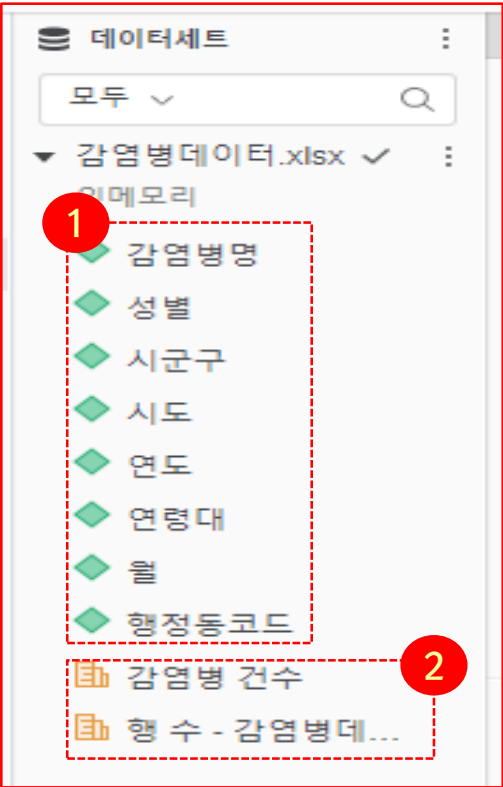 데이터세트
모두
감염병데이터.xlsx
인메모리
1
감염병명
성별
시군구
시도
연도
연령대
월
행정동코드
2
감염병 건수
행 수 - 감염병데...